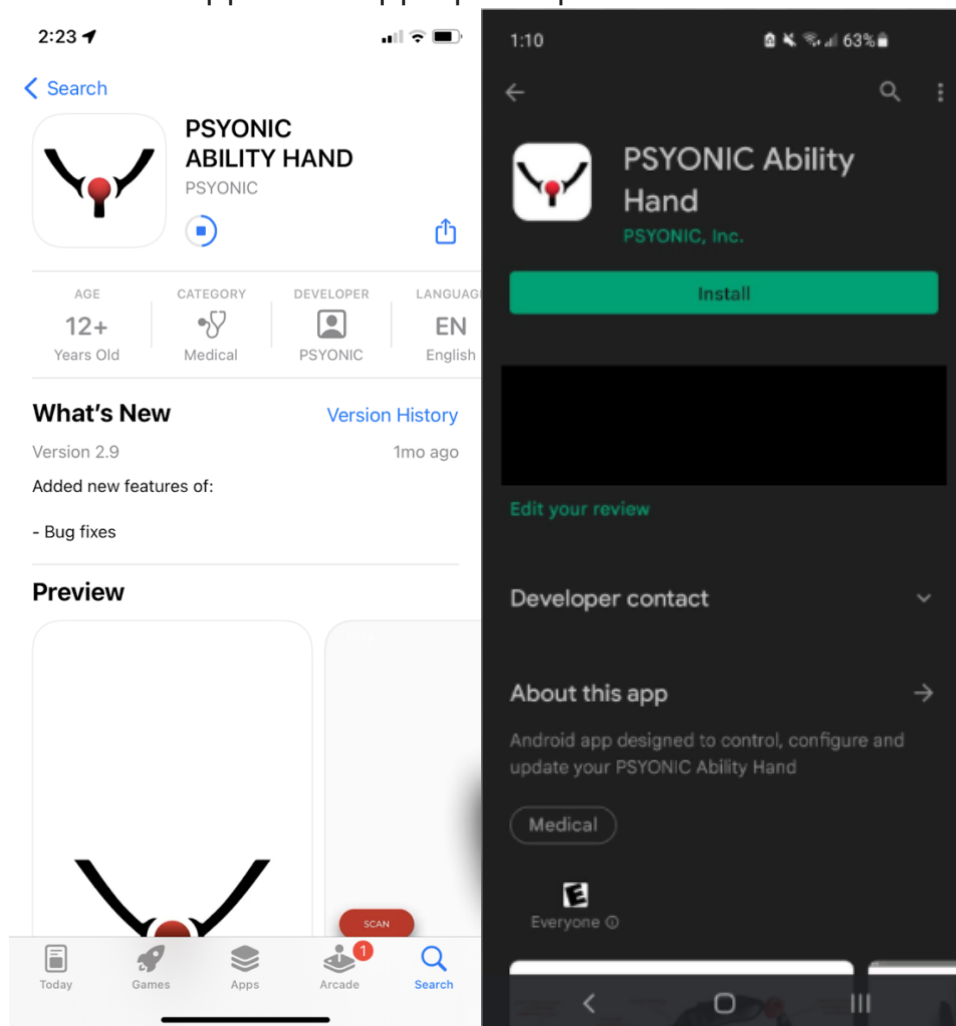 2:23
Search
PSYONIC
ABILITY HAND
PSYONIC
AGE
CATEGORY
DEVELOPER
LANGUAG
12+
EN
Years Old
Medical
PSYONIC
English
What's New
Version History
Version 2.9
1mo ago
Added new features of:
- Bug fixes
Preview
SCAN
1
Today
Games
Apps
Arcade
Search
1:10
63%
PSYONIC Ability
Hand
PSYONIC, Inc.
Install
Edit your review
Developer contact
About this app
Android app designed to control, configure and
update your PSYONIC Ability Hand
Medical
E
Everyone